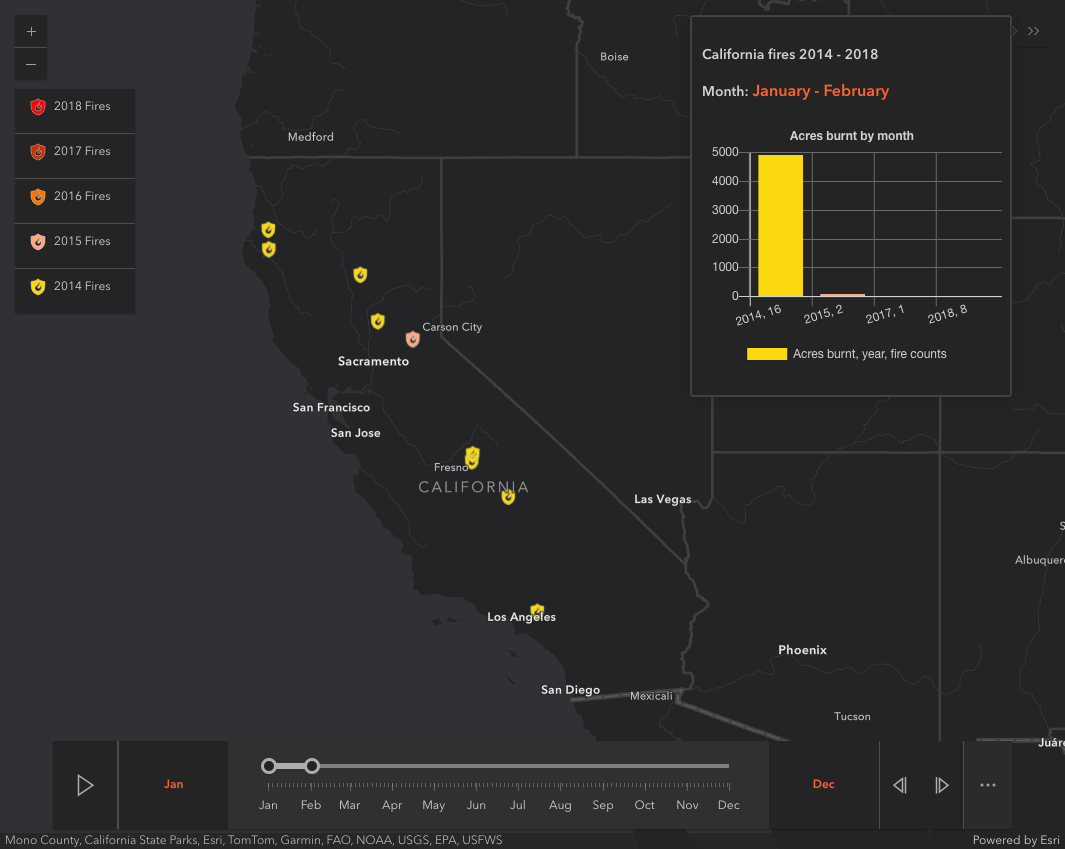 +
Boise
California fires 2014 - 2018
Month: January - February
–
2018 Fires
2017 Fires
2016 Fires
2015 Fires
2014 Fires
Medford
Acres burnt by month
5000
4000
3000
2000
1000
0
2014, 16
2015, 2
2017, 1
2018, 8
Acres burnt, year, fire counts
Carson City
Sacramento
San Francisco
San Jose
Fresno
CALIFORNIA
Las Vegas
Albuquer
Los Angeles
Phoenix
San Diego
Mexicali
Tucson
Juáre
Jan
Jan Feb Mar Apr May Jun Jul Aug Sep Oct Nov Dec
Dec
Mono County, California State Parks, Esri, TomTom, Garmin, FAO, NOAA, USGS, EPA, USFWS
Powered by Esri